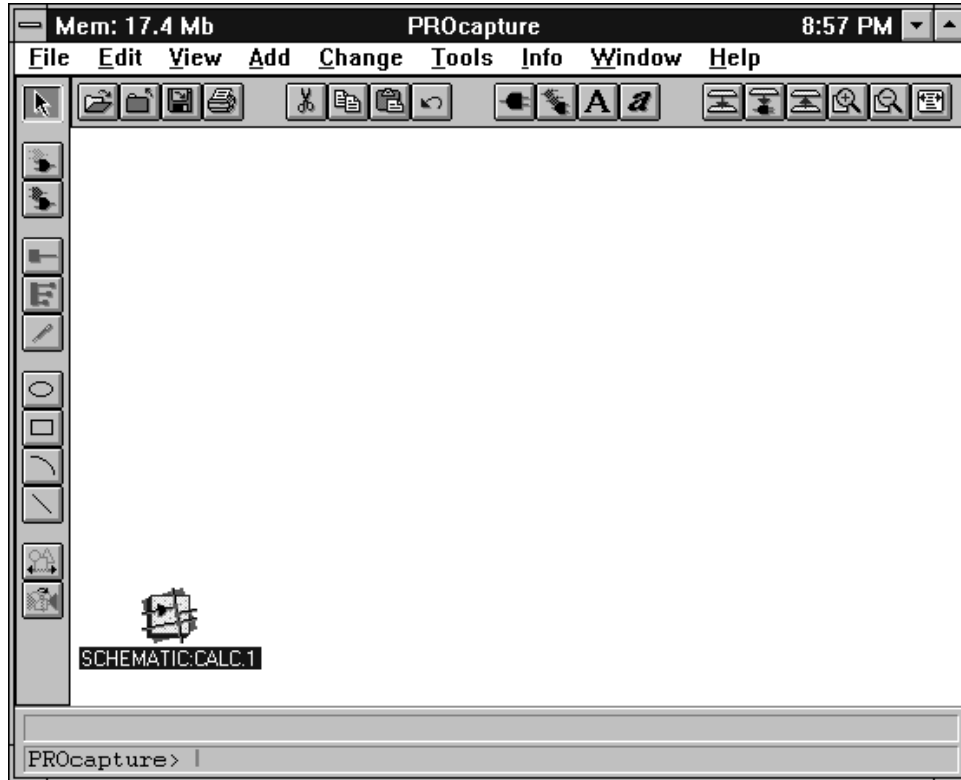 Mem: 17.4 Mb PROcapture 8:57 PM
File Edit View Add Change Tools Info Window Help
A a
SCHEMATIC:CALC.1
PROcapture>